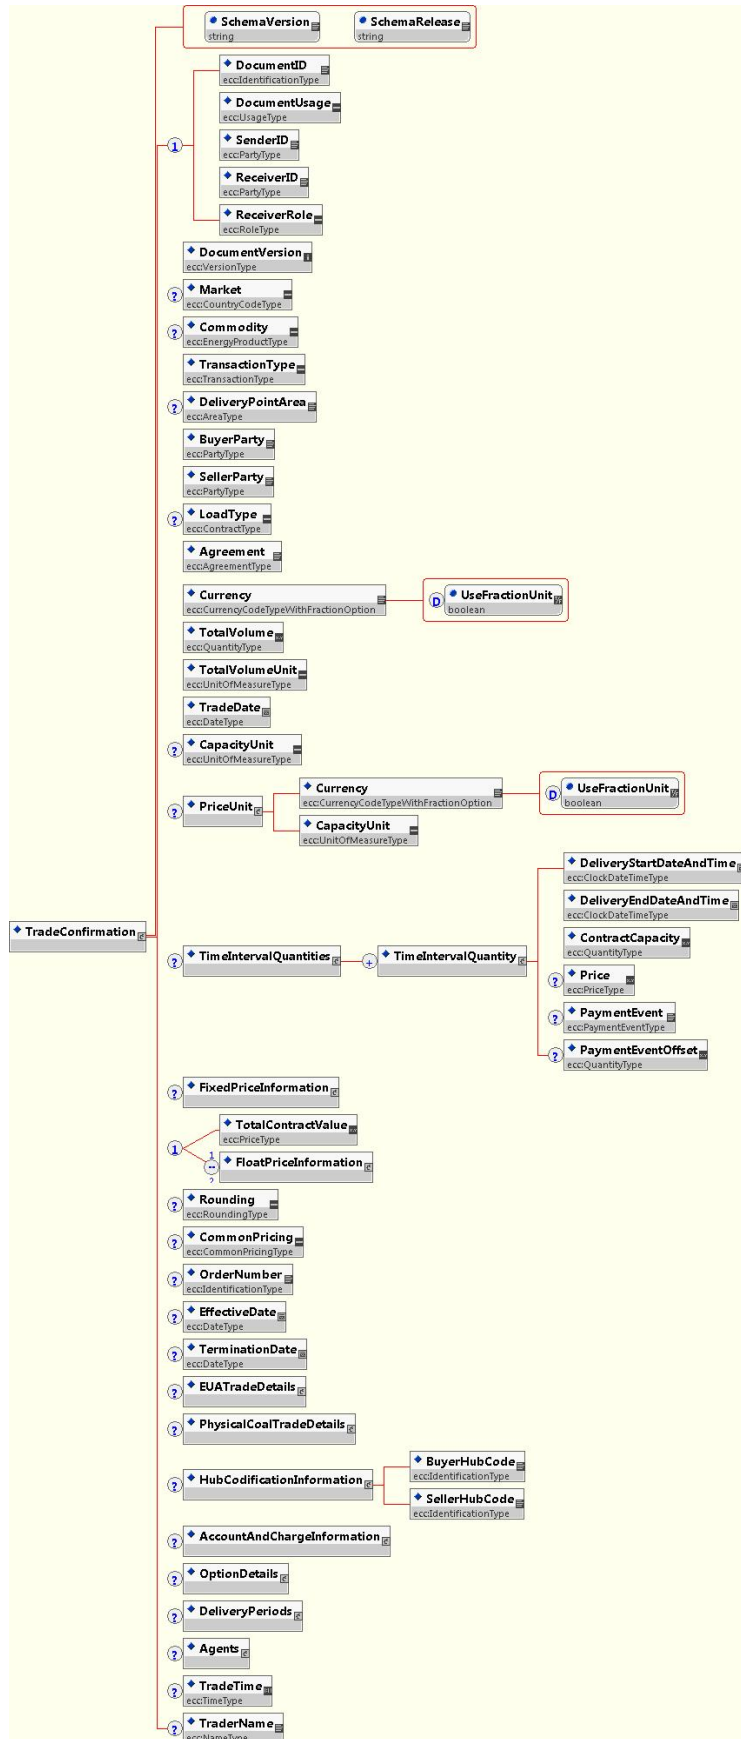 SchemaVersion
string
SchemaRelease
string
DocumentID
ecc:IdentificationType
DocumentUsage
ecc:UsageType
1
SenderID
ecc:PartyType
ReceiverID
ecc:PartyType
ReceiverRole
ecc:RoleType
DocumentVersion
ecc:VersionType
?
Market
ecc:CountryCodeType
?
Commodity
ecc:EnergyProductType
TransactionType
ecc:TransactionType
?
DeliveryPointArea
ecc:AreaType
BuyerParty
ecc:PartyType
SellerParty
ecc:PartyType
?
LoadType
ecc:ContractType
Agreement
ecc:AgreementType
Currency
ecc:CurrencyCodeTypeWithFractionOption
D
UseFractionUnit
boolean
TotalVolume
ecc:QuantityType
TotalVolumeUnit
ecc:UnitOfMeasureType
TradeDate
ecc:DateType
?
CapacityUnit
ecc:UnitOfMeasureType
?
PriceUnit
Currency
ecc:CurrencyCodeTypeWithFractionOption
D
UseFractionUnit
boolean
CapacityUnit
ecc:UnitOfMeasureType
TradeConfirmation
?
TimeIntervalQuantities
+
TimeIntervalQuantity
DeliveryStartDateAndTime
ecc:ClockDateTimeType
DeliveryEndDateAndTime
ecc:ClockDateTimeType
ContractCapacity
ecc:QuantityType
?
Price
ecc:PriceType
?
PaymentEvent
ecc:PaymentEventType
?
PaymentEventOffset
ecc:QuantityType
?
FixedPriceInformation
1
TotalContractValue
ecc:PriceType
1
--
2
FloatPriceInformation
?
Rounding
ecc:RoundingType
?
CommonPricing
ecc:CommonPricingType
?
OrderNumber
ecc:IdentificationType
?
EffectiveDate
ecc:DateType
?
TerminationDate
ecc:DateType
?
EUATradeDetails
?
PhysicalCoalTradeDetails
?
HubCodificationInformation
BuyerHubCode
ecc:IdentificationType
SellerHubCode
ecc:IdentificationType
?
AccountAndChargeInformation
?
OptionDetails
?
DeliveryPeriods
?
Agents
?
TradeTime
ecc:TimeType
?
TraderName
ecc:NameType